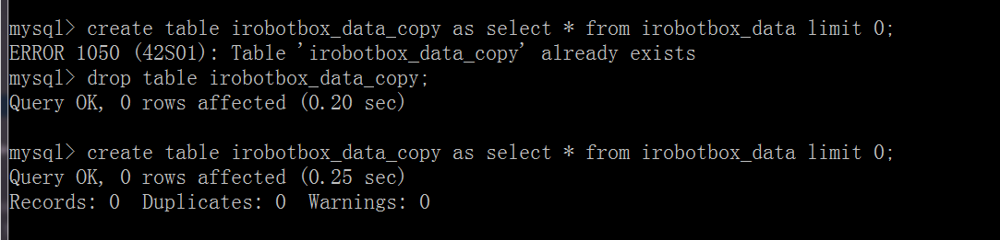 mysql> create table irobotbox_data_copy as select * from irobotbox_data limit 0;
ERROR 1050 (42S01): Table 'irobotbox_data_copy' already exists
mysql> drop table irobotbox_data_copy;
Query OK, 0 rows affected (0.20 sec)
mysql> create table irobotbox_data_copy as select * from irobotbox_data limit 0;
Query OK, 0 rows affected (0.25 sec)
Records: 0  Duplicates: 0  Warnings: 0